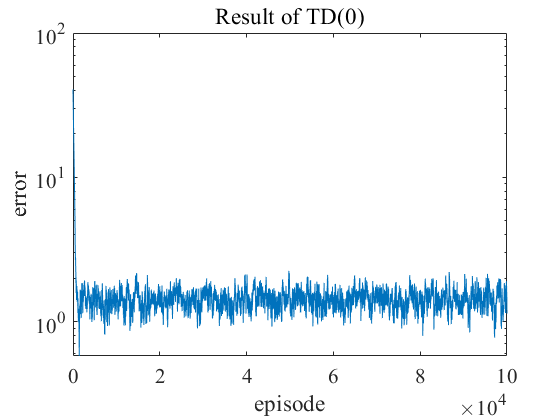 Result of TD(0)
10^2
10^1
10^0
error
0 2 4 6 8 10
×10^4
episode